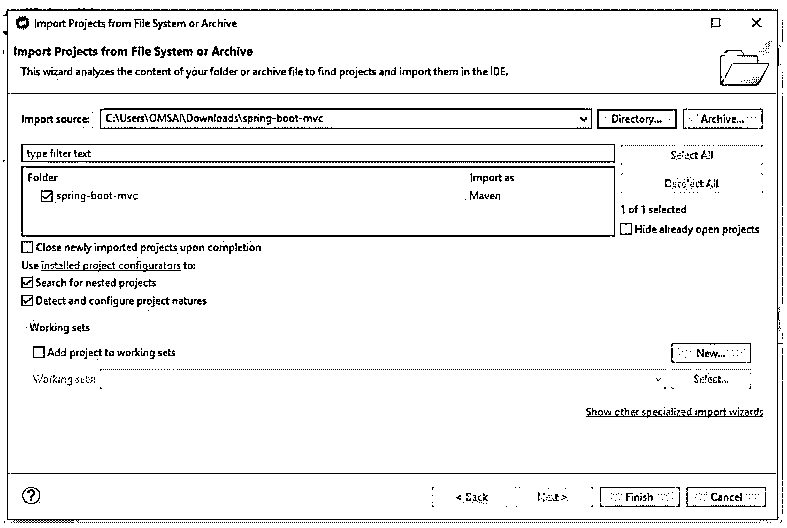 Import Projects from File System or Archive
Import Projects from File System or Archive
This wizard analyzes the content of your folder or archive file to find projects and import them in the IDE.
Import source: C:\Users\OMSAI\Downloads\spring-boot-mvc Directory... Archive...
type filter text Select All
Folder Import as Deselect All
spring-boot-mvc Maven
1 of 1 selected
Hide already open projects
Close newly imported projects upon completion
Use installed project configurators to:
Search for nested projects
Detect and configure project natures
Working sets
Add project to working sets New...
Working sets: Select...
Show other specialized import wizards
? < Back Next > Finish Cancel